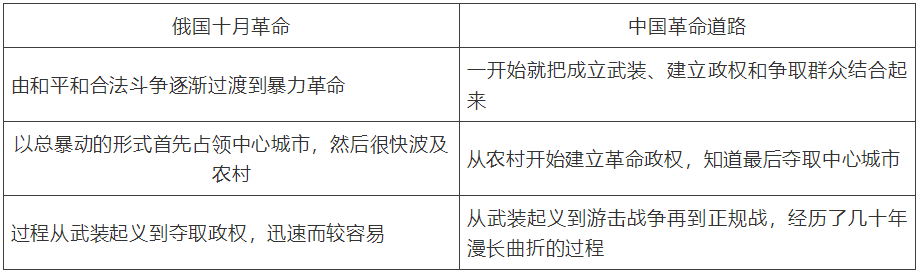 俄国十月革命
中国革命道路
由和平和合法斗争逐渐过渡到暴力革命
一开始就把成立武装、建立政权和争取群众结合起
来
以总暴动的形式首先占领中心城市，然后很快波及
农村
从农村开始建立革命政权，知道最后夺取中心城市
过程从武装起义到夺取政权，迅速而较容易
从武装起义到游击战争再到正规战，经历了几十年
漫长曲折的过程